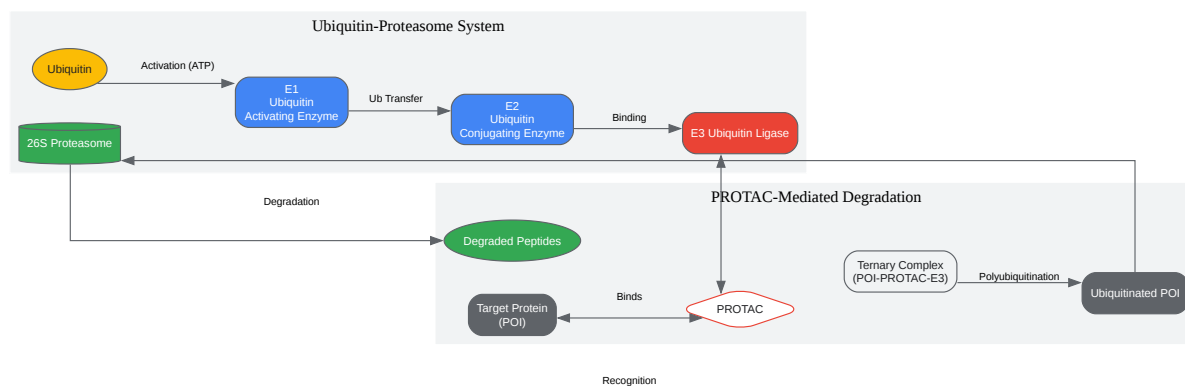 Ubiquitin-Proteasome System
Ubiquitin
Activation (ATP)
E1
Ubiquitin
Activating Enzyme
Ub Transfer
E2
Ubiquitin
Conjugating Enzyme
Binding
E3 Ubiquitin Ligase
26S Proteasome
Degradation
PROTAC-Mediated Degradation
Degraded Peptides
Ternary Complex
(POI-PROTAC-E3)
Polyubiquitination
Ubiquitinated POI
Target Protein
(POI)
Binds
PROTAC
Recognition